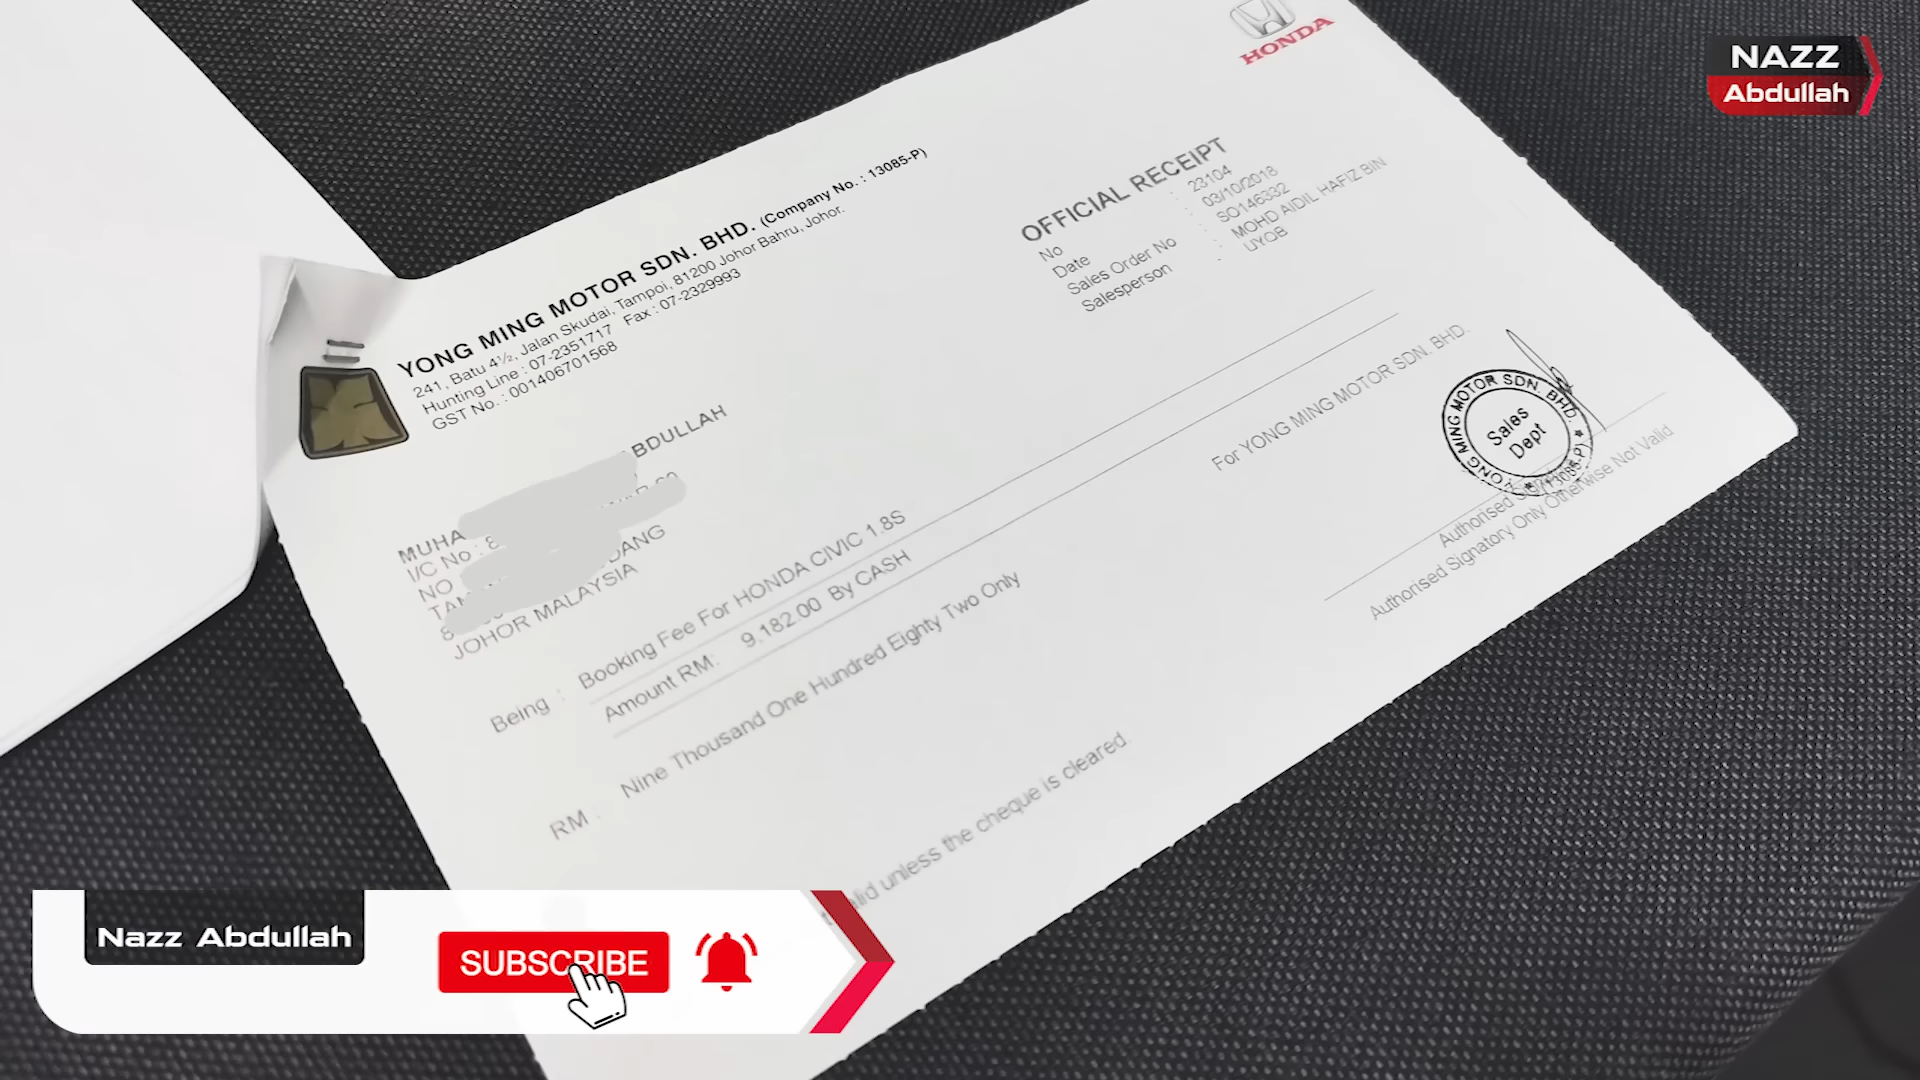 HONDA
NAZZ
Abdullah
YONG MING MOTOR SDN. BHD. (Company No. : 13085-P)
241, Batu 4½, Jalan Skudai, Tampoi, 81200 Johor Bahru, Johor.
Hunting Line : 07-2351717 Fax : 07-2329993
GST No. : 001406701568
OFFICIAL RECEIPT
No : 23104
Date : 03/10/2018
Sales Order No : SO146332
Salesperson : MOHD AIDIL HAFIZ BIN
UYOB
MUHA BDULLAH
I/C No : 8
NO
TAM DANG
8
JOHOR MALAYSIA
Being : Booking Fee For HONDA CIVIC 1.8S
Amount RM: 9,182.00 By CASH
RM : Nine Thousand One Hundred Eighty Two Only
For YONG MING MOTOR SDN. BHD.
YONG MING MOTOR SDN. BHD.
(13085-P)
Sales
Dept
Authorised
Authorised Signatory Only Otherwise Not Valid
alid unless the cheque is cleared.
Nazz Abdullah
SUBSCRIBE